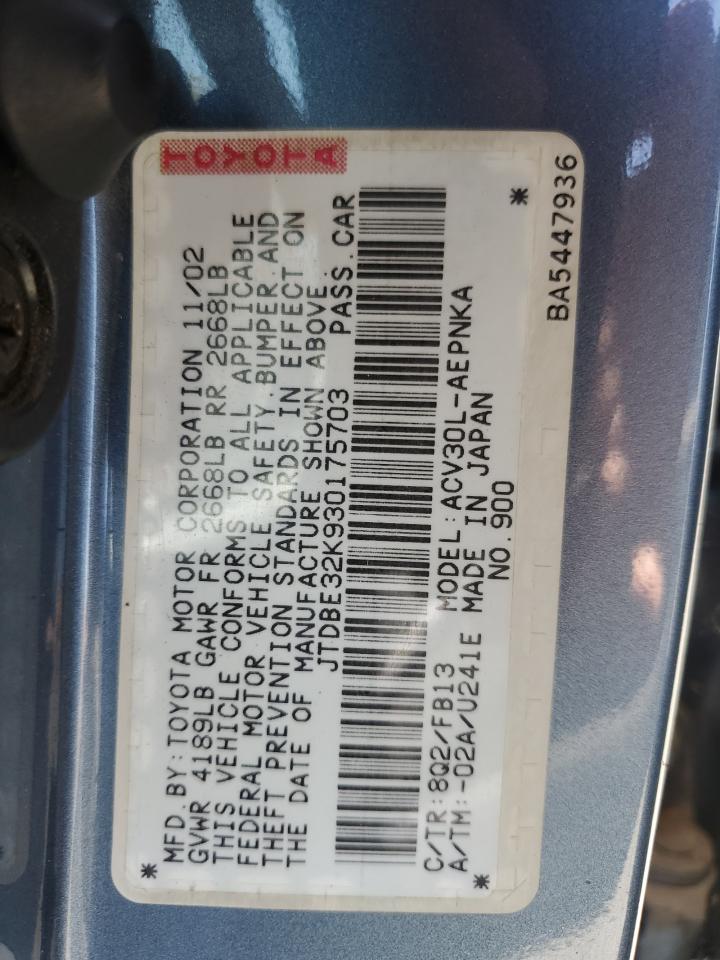 TOYOTA
MFD.BY:TOYOTA MOTOR CORPORATION 11/02
GVWR 4189LB GAWR FR 2668LB RR 2668LB
THIS VEHICLE CONFORMS TO ALL APPLICABLE
FEDERAL MOTOR VEHICLE SAFETY,BUMPER,AND
THEFT PREVENTION STANDARDS IN EFFECT ON
THE DATE OF MANUFACTURE SHOWN ABOVE.
JTDBE32K930175703 PASS.CAR
C/TR:8Q2/FB13 MODEL:ACV30L-AEPNKA
A/TM:-02A/U241E MADE IN JAPAN
NO.900
BA5447936